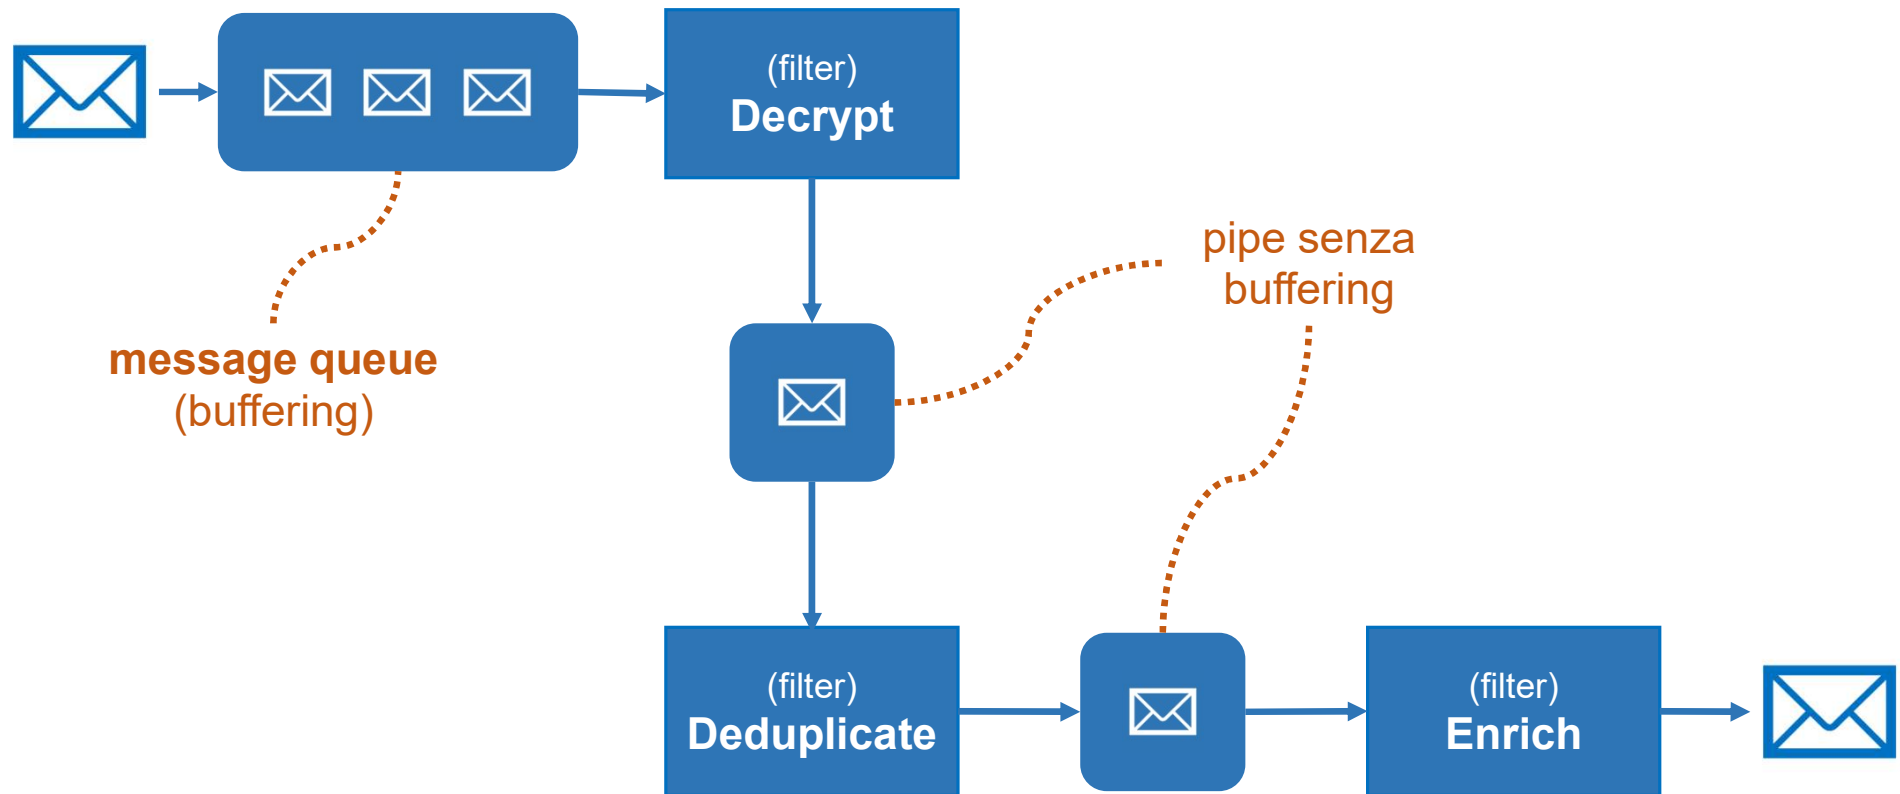 (filter)
Decrypt
pipe senza
buffering
message queue
(buffering)
(filter)
Deduplicate
(filter)
Enrich